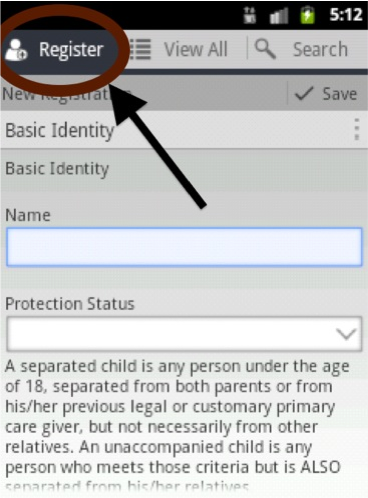 5:12
Register View All Search
New Registration Save
Basic Identity
Basic Identity
Name
Protection Status
A separated child is any person under the age
of 18, separated from both parents or from
his/her previous legal or customary primary
care giver, but not necessarily from other
relatives. An unaccompanied child is any
person who meets those criteria but is ALSO
separated from his/her relatives